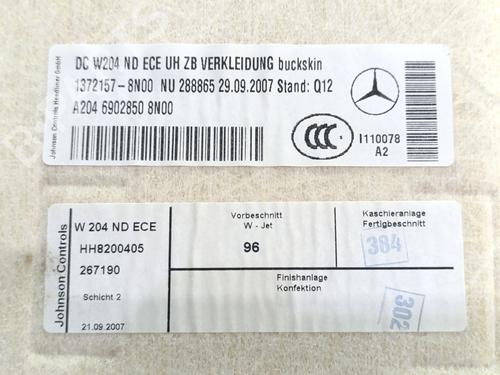 Johnson Controls Headliner GmbH
DC W204 ND ECE UH ZB VERKLEIDUNG buckskin
1372157-8N00 NU 288865 29.09.2007 Stand: Q12
A204 6902850 8N00
CCC
I110078
A2
Johnson Controls
W 204 ND ECE
HH8200405
267190
Schicht 2
21.09.2007
Vorbeschnitt
W - Jet
96
Kaschieranlage
Fertigbeschnitt
384
Finishanlage
Konfektion
302